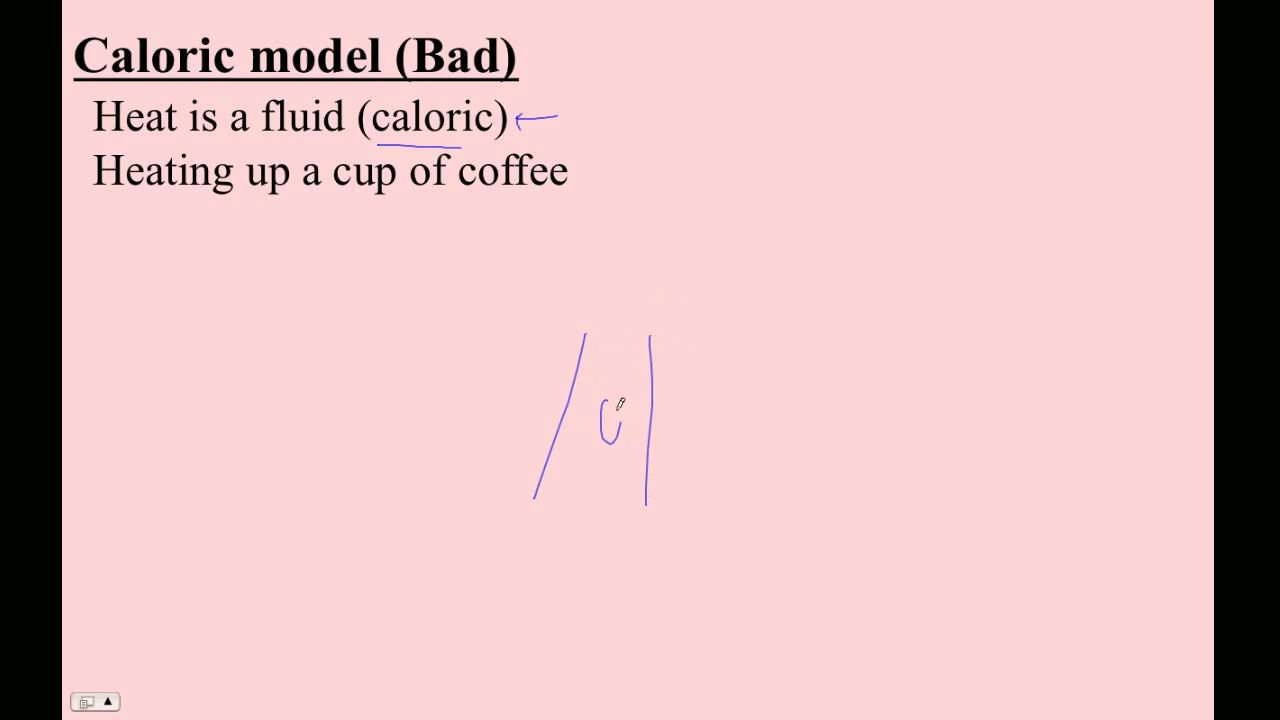 Caloric model (Bad)
Heat is a fluid (caloric)
Heating up a cup of coffee